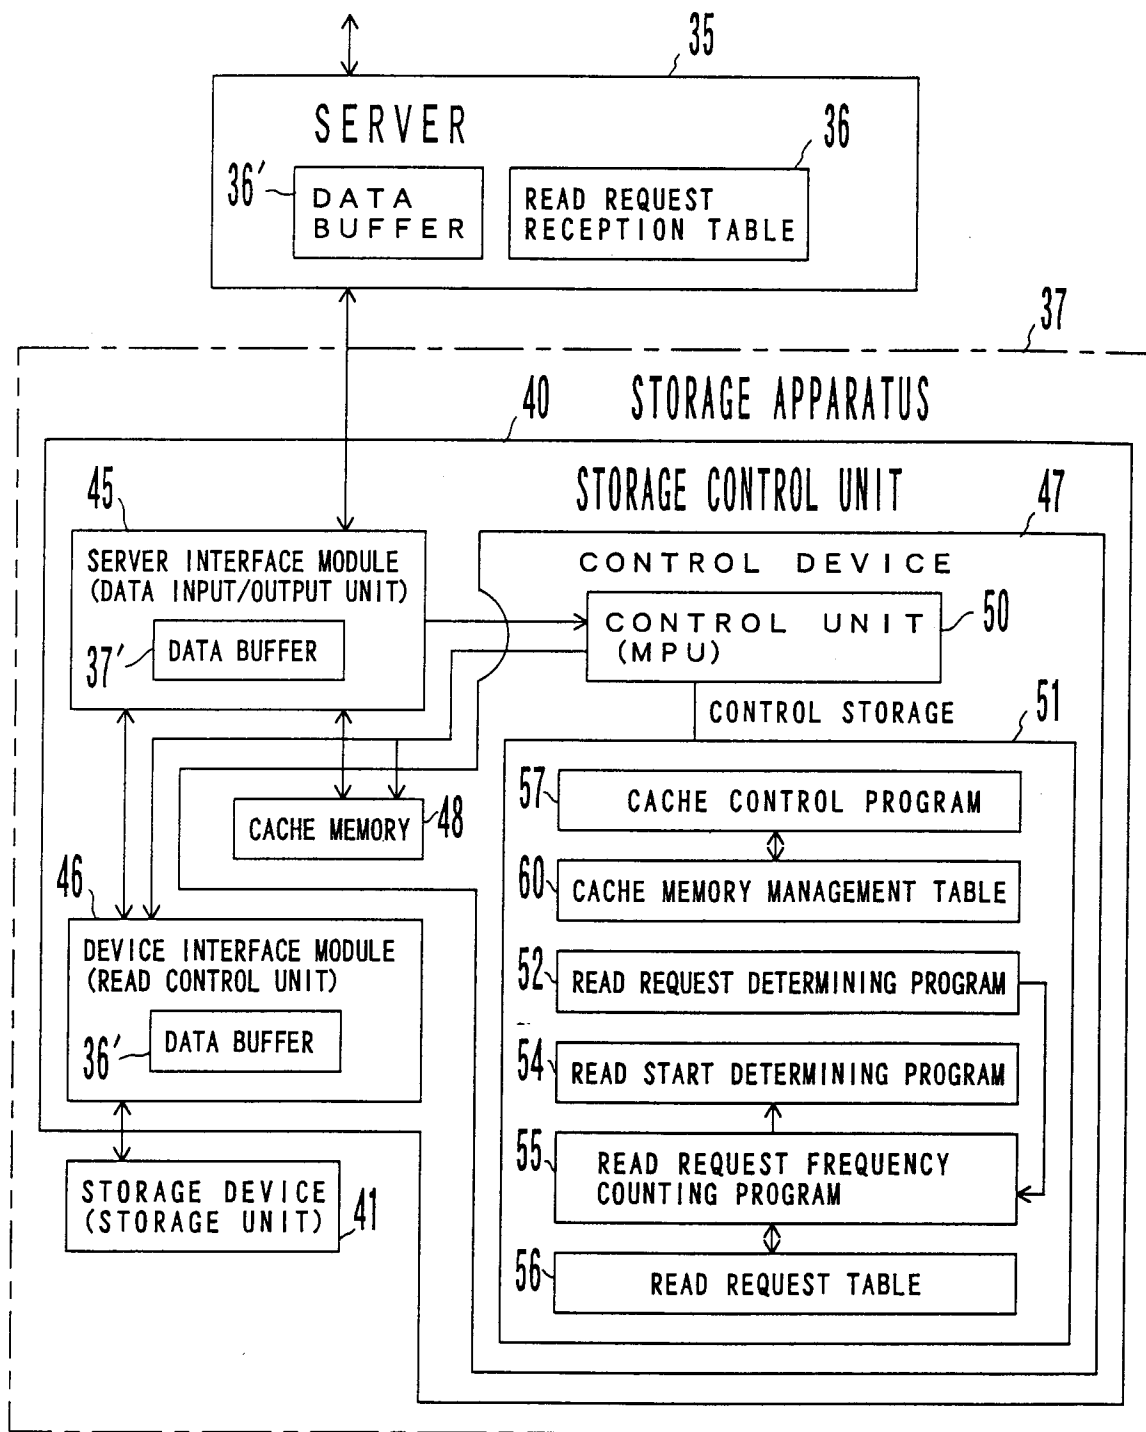 35
SERVER
36
36′
DATA
BUFFER
READ REQUEST
RECEPTION TABLE
37
STORAGE APPARATUS
40
STORAGE CONTROL UNIT
45
47
SERVER INTERFACE MODULE
(DATA INPUT/OUTPUT UNIT)
CONTROL DEVICE
37′
DATA BUFFER
CONTROL UNIT
(MPU)
50
CONTROL STORAGE
51
57
CACHE CONTROL PROGRAM
CACHE MEMORY
48
60
CACHE MEMORY MANAGEMENT TABLE
46
DEVICE INTERFACE MODULE
(READ CONTROL UNIT)
52
READ REQUEST DETERMINING PROGRAM
36′
DATA BUFFER
54
READ START DETERMINING PROGRAM
55
READ REQUEST FREQUENCY
COUNTING PROGRAM
STORAGE DEVICE
(STORAGE UNIT)
41
56
READ REQUEST TABLE